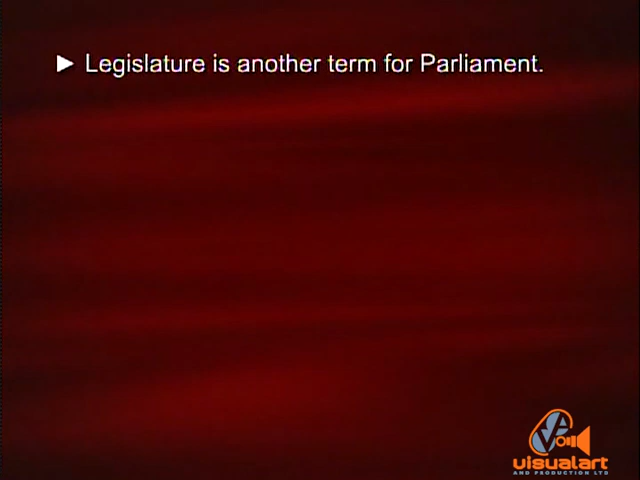 ► Legislature is another term for Parliament.
visualart
AND PRODUCTION LTD